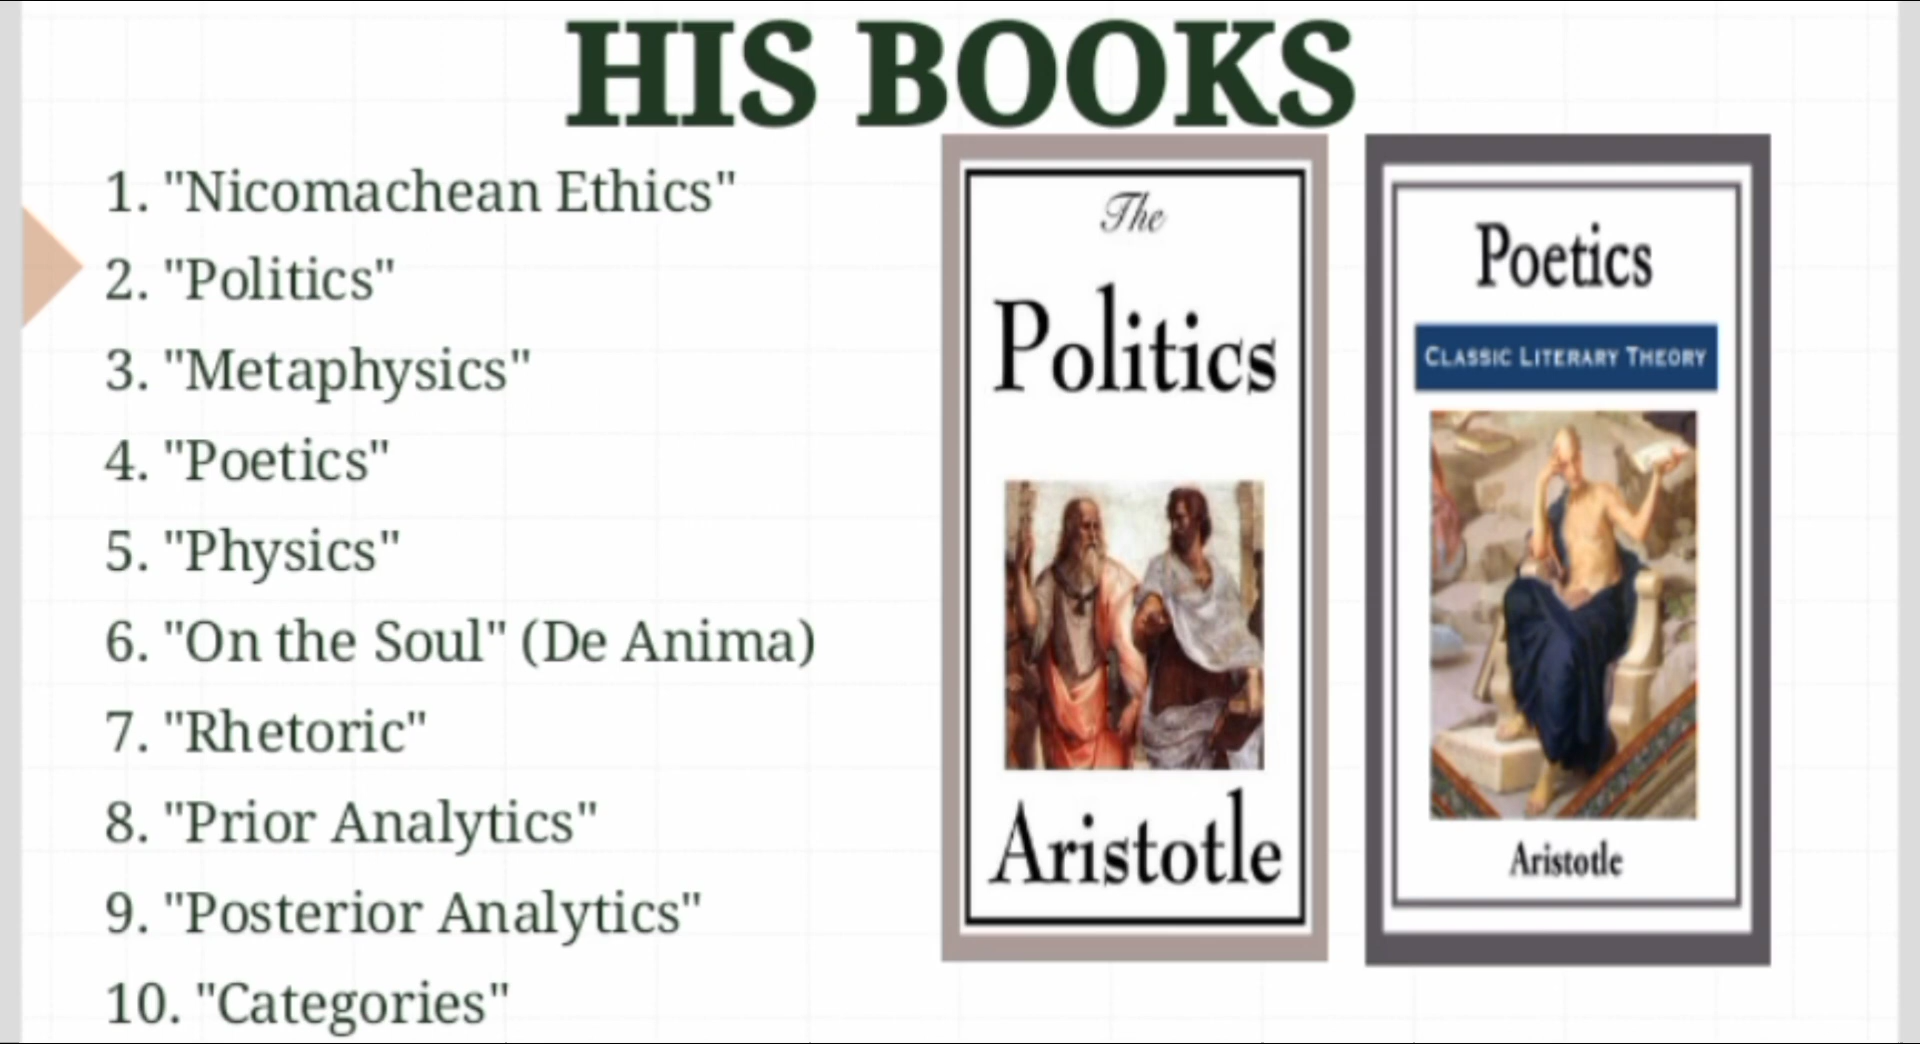 HIS BOOKS
1. "Nicomachean Ethics"
2. "Politics"
3. "Metaphysics"
4. "Poetics"
5. "Physics"
6. "On the Soul" (De Anima)
7. "Rhetoric"
8. "Prior Analytics"
9. "Posterior Analytics"
10. "Categories"
The
Politics
Aristotle
Poetics
CLASSIC LITERARY THEORY
Aristotle